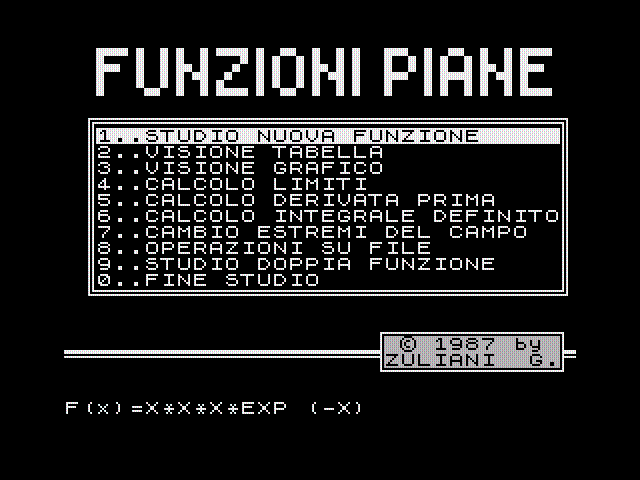 FUNZIONI PIANE
1..STUDIO NUOVA FUNZIONE
2..VISIONE TABELLA
3..VISIONE GRAFICO
4..CALCOLO LIMITI
5..CALCOLO DERIVATA PRIMA
6..CALCOLO INTEGRALE DEFINITO
7..CAMBIO ESTREMI DEL CAMPO
8..OPERAZIONI SU FILE
9..STUDIO DOPPIA FUNZIONE
0..FINE STUDIO
© 1987 by
ZULIANI G.
F(x)=X*X*X*EXP (-X)